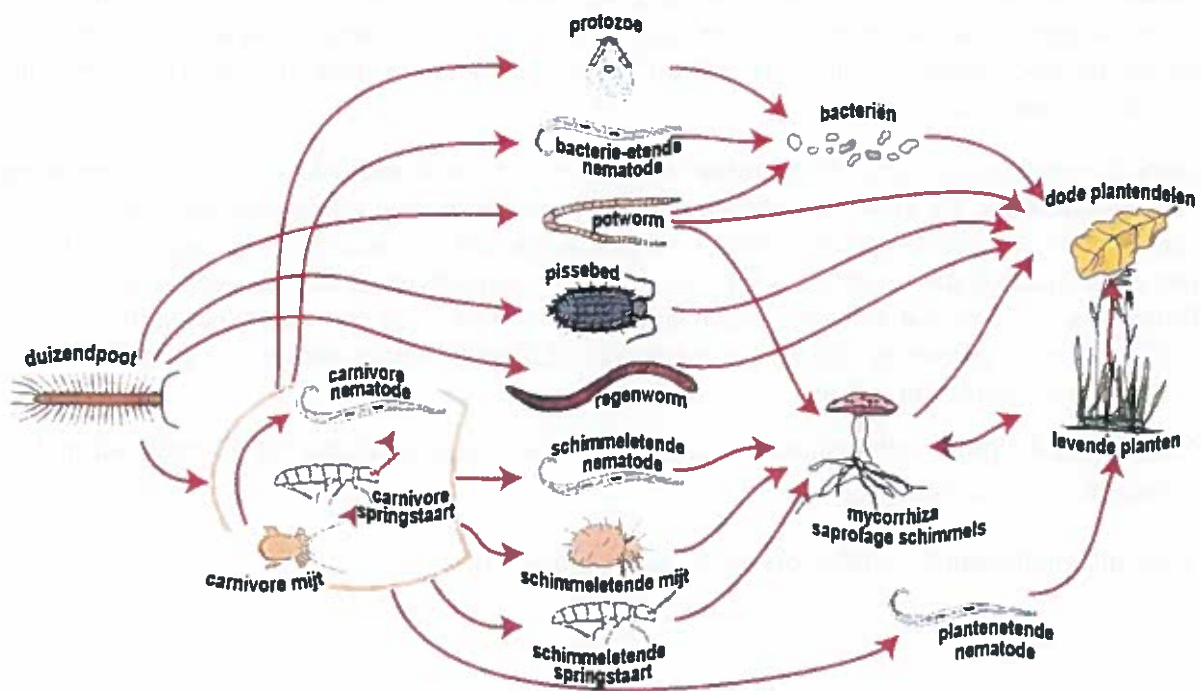 protozoe
bacteriën
bacterie-etende
nematode
dode plantendelen
potworm
pissebed
duizendpoot
carnivore
nematode
regenworm
schimmeletende
nematode
levende planten
carnivore
springstaart
mycorrhiza
saprofage schimmels
carnivore mijt
schimmeletende mijt
schimmeletende
springstaart
plantenetende
nematode